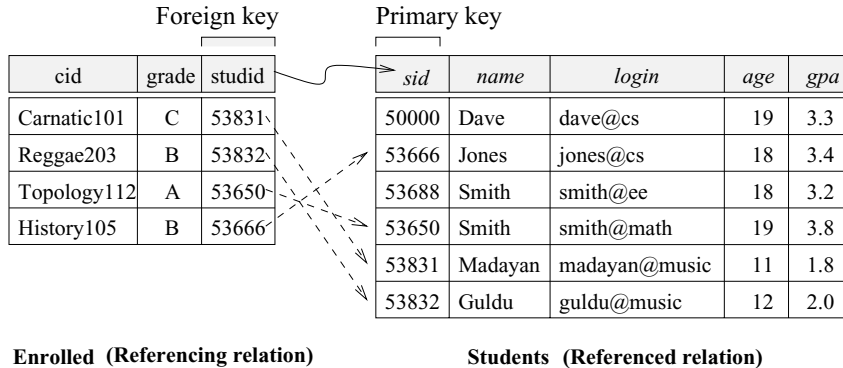 Foreign key Primary key
cid grade studid sid name login age gpa
Carnatic101 C 53831 50000 Dave dave@cs 19 3.3
Reggae203 B 53832 53666 Jones jones@cs 18 3.4
Topology112 A 53650 53688 Smith smith@ee 18 3.2
History105 B 53666 53650 Smith smith@math 19 3.8
53831 Madayan madayan@music 11 1.8
53832 Guldu guldu@music 12 2.0
Enrolled (Referencing relation) Students (Referenced relation)